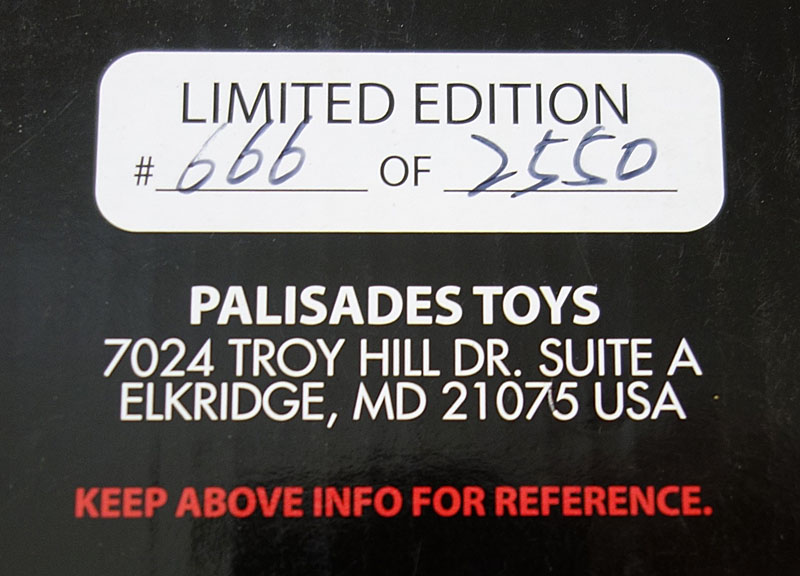 LIMITED EDITION
# 666 OF 2550
PALISADES TOYS
7024 TROY HILL DR. SUITE A
ELKRIDGE, MD 21075 USA
KEEP ABOVE INFO FOR REFERENCE.